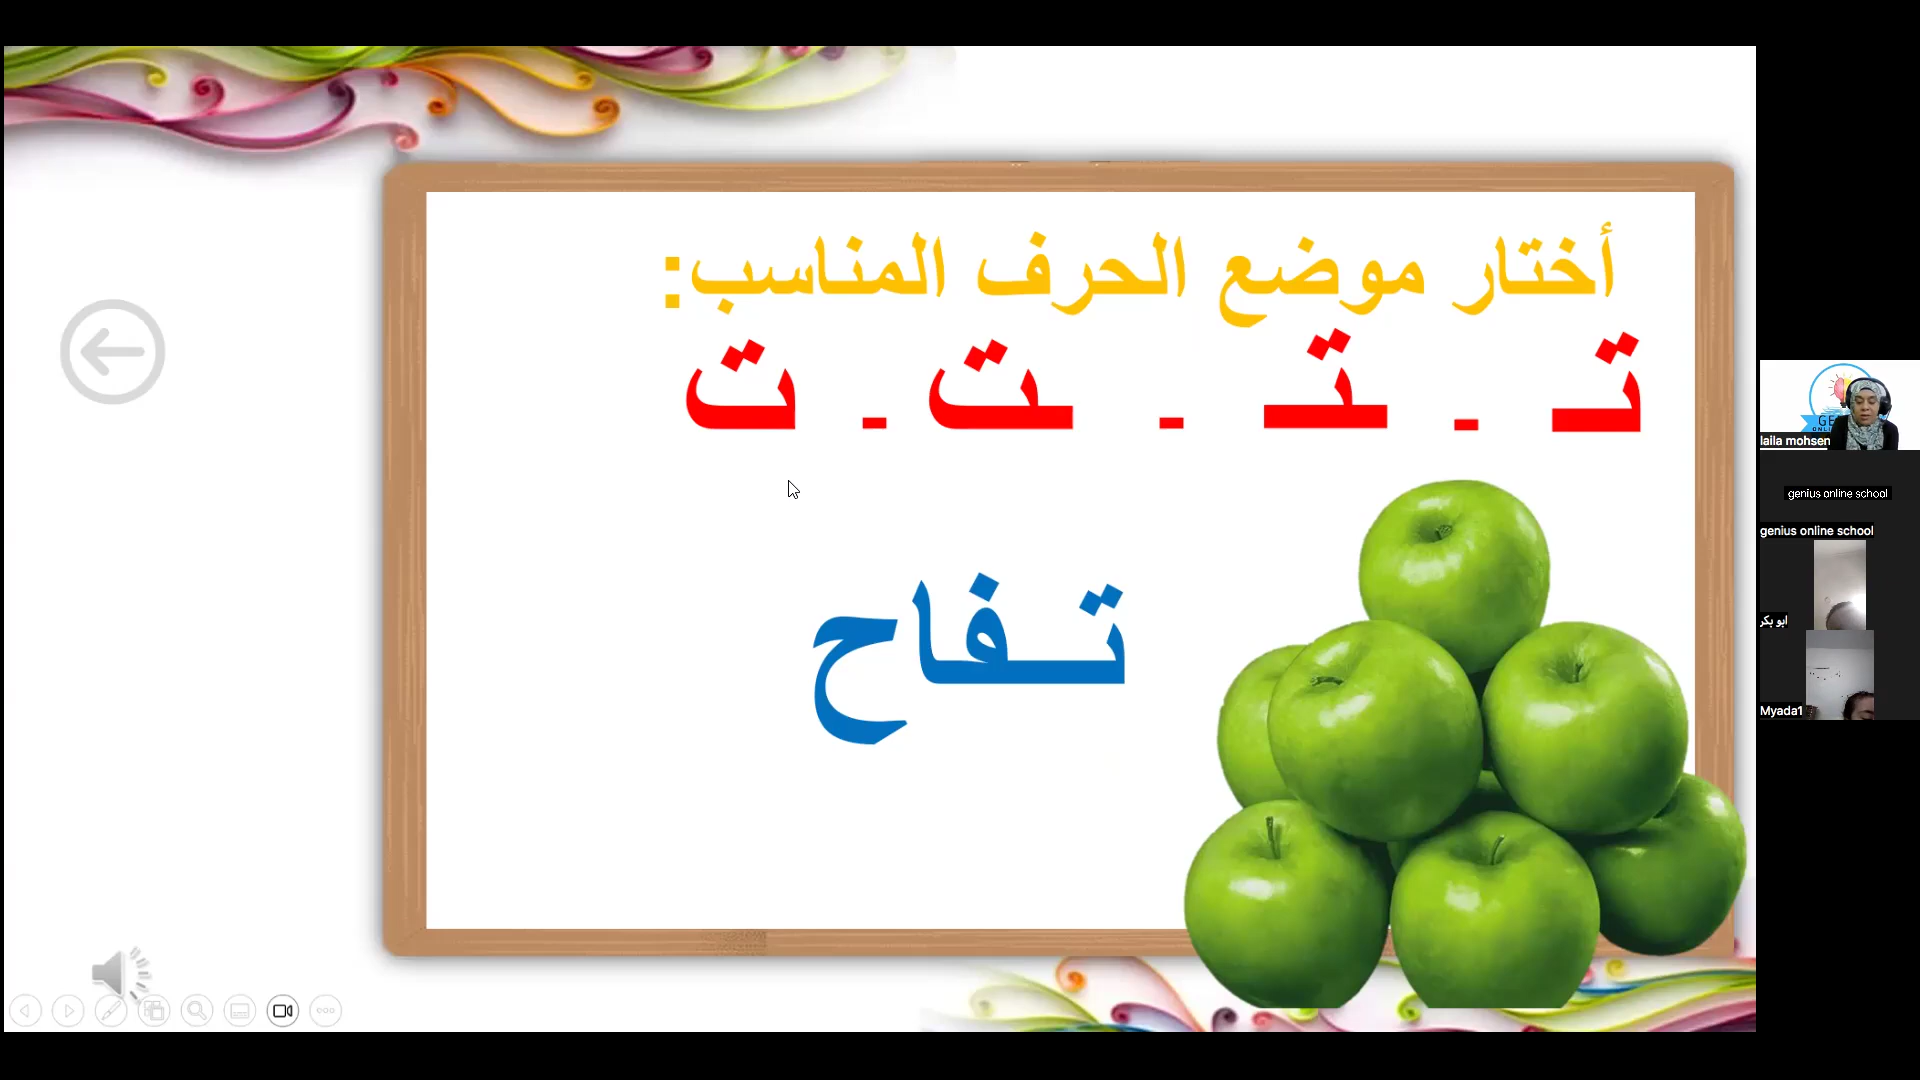 أختار موضع الحرف المناسب:
تـ - ـتـ - ـت - ت
تـفاح
laila mohsen
genius online school
genius online school
ابو بكر
Myada1